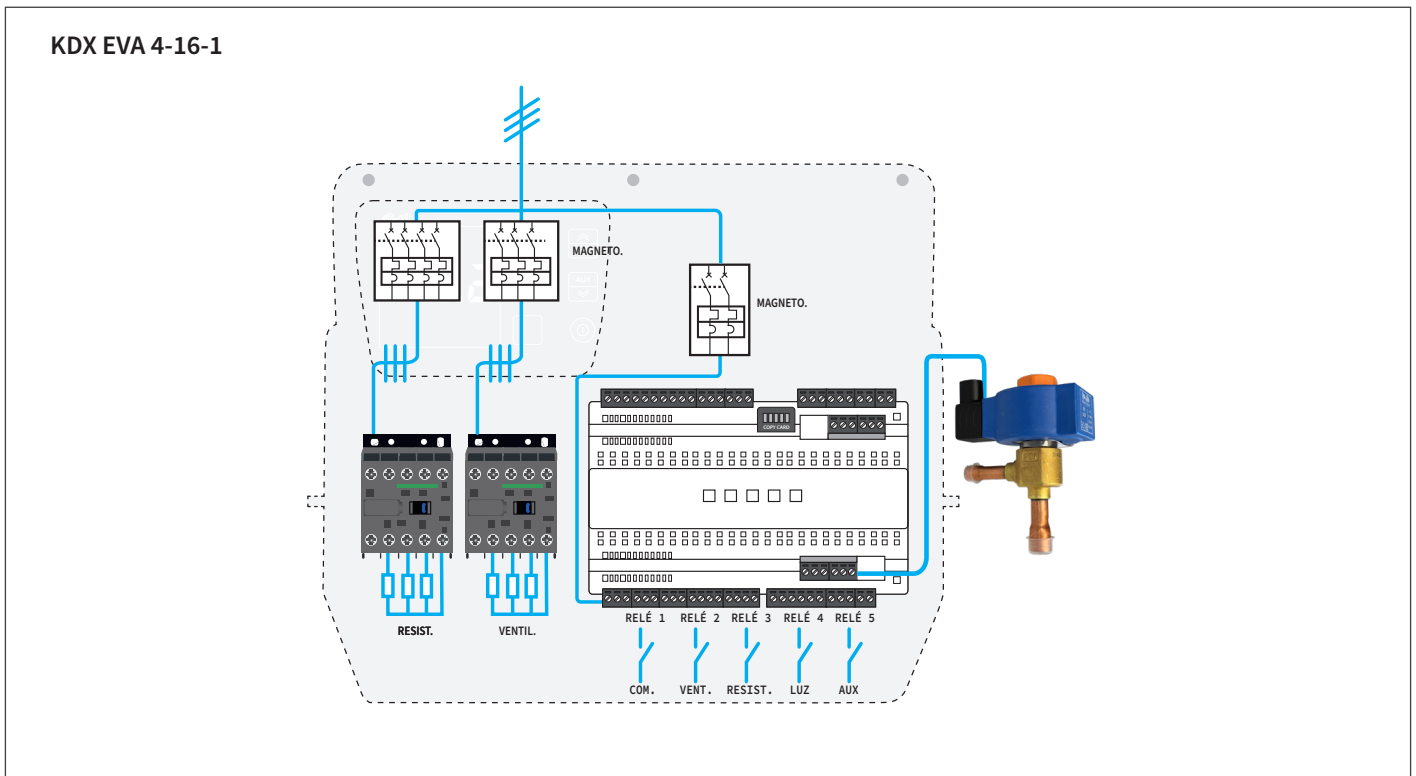 KDX EVA 4-16-1
MAGNETO.
MAGNETO.
COPY CARD
RELÉ 1 RELÉ 2 RELÉ 3 RELÉ 4 RELÉ 5
RESIST. VENTIL.
COM. VENT. RESIST. LUZ AUX